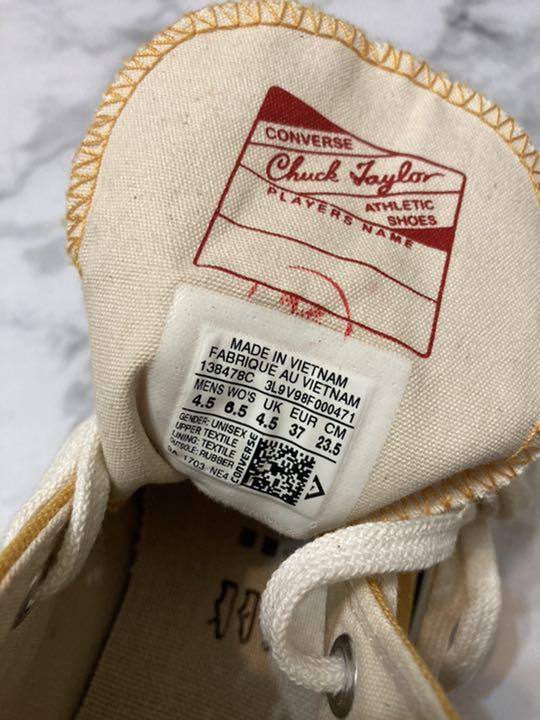 CONVERSE
Chuck Taylor
ATHLETIC
SHOES
PLAYERS NAME
MADE IN VIETNAM
FABRIQUE AU VIETNAM
138478C 3L9V98F000471
MENS WO'S UK EUR CM
4.5 6.5 4.5 37 23.5
GENDER: UNISEX
UPPER TEXTILE
LINING: TEXTILE
OUTSOLE: RUBBER
1703 NE4
CONVERSE